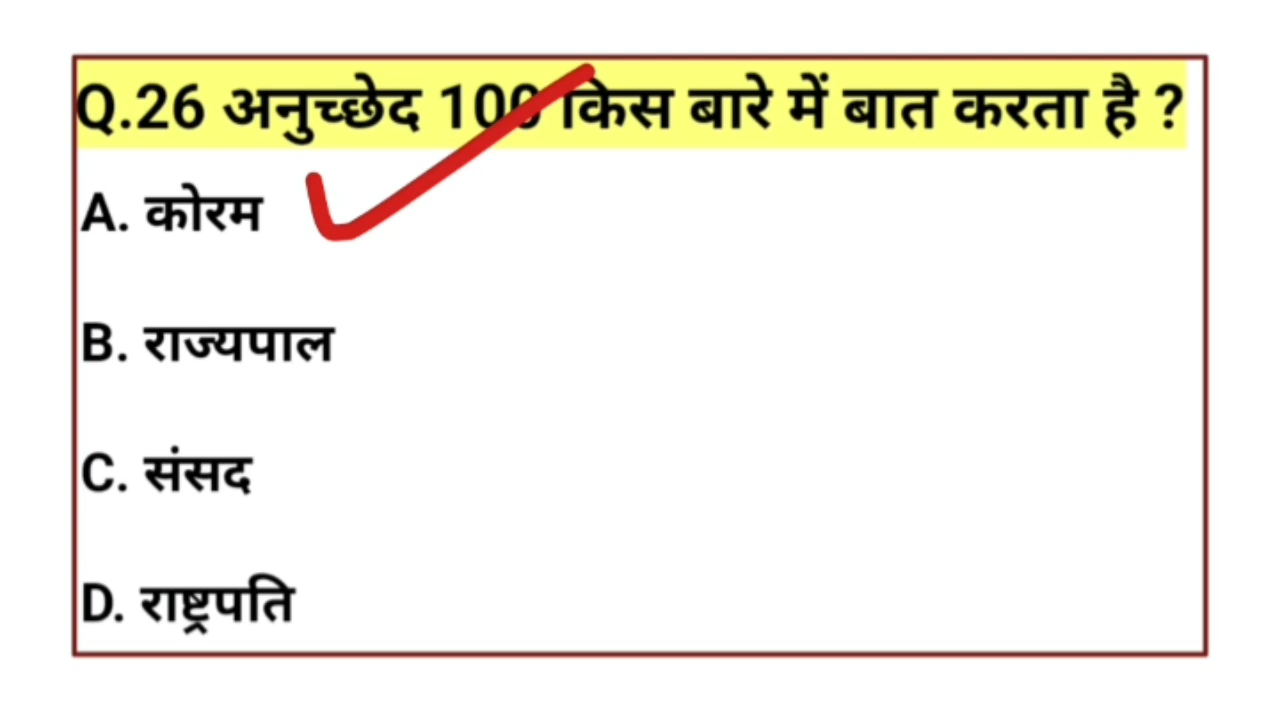 Q.26 अनुच्छेद 100 किस बारे में बात करता है ?
A. कोरम
B. राज्यपाल
C. संसद
D. राष्ट्रपति